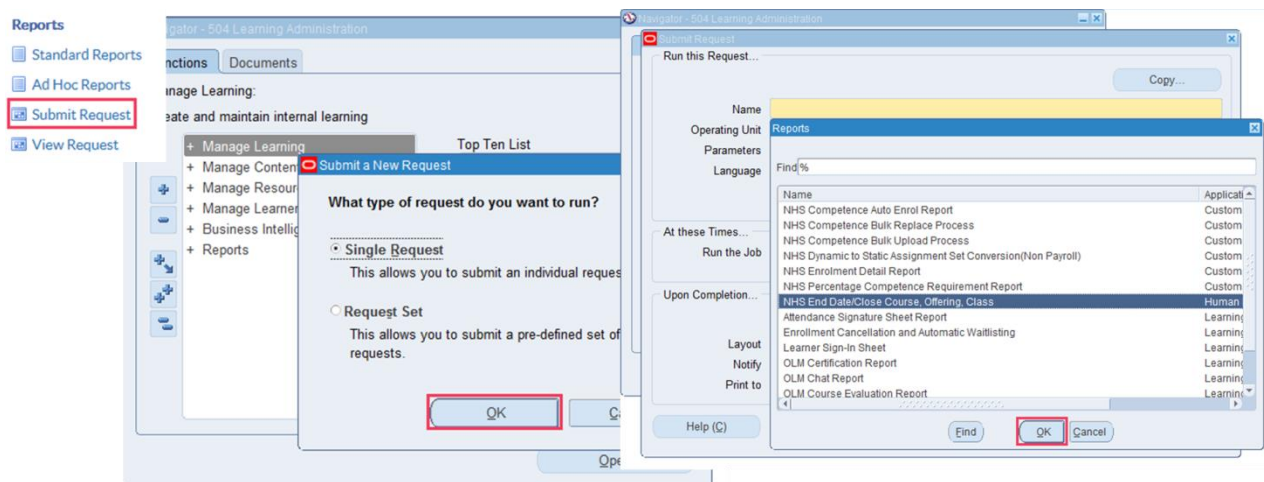 Reports
Standard Reports
Ad Hoc Reports
Submit Request
View Request
gator - 504 Learning Administration
nctions Documents
nage Learning:
eate and maintain internal learning
+ Manage Learning
+ Manage Conten
+ Manage Resour
+ Manage Learner
+ Business Intellig
+ Reports
Top Ten List
Submit a New Request
What type of request do you want to run?
Single Request
This allows you to submit an individual reques
Request Set
This allows you to submit a pre-defined set of
requests.
OK
C
Ope
Navigator - 504 Learning Administration
Submit Request
Run this Request...
Copy...
Name
Operating Unit
Parameters
Language
At these Times...
Run the Job
Upon Completion...
Layout
Notify
Print to
Help (C)
Reports
Find %
Name Applicati
NHS Competence Auto Enrol Report Custom
NHS Competence Bulk Replace Process Custom
NHS Competence Bulk Upload Process Custom
NHS Dynamic to Static Assignment Set Conversion(Non Payroll) Custom
NHS Enrolment Detail Report Custom
NHS Percentage Competence Requirement Report Custom
NHS End Date/Close Course, Offering, Class Human
Attendance Signature Sheet Report Learning
Enrollment Cancellation and Automatic Waitlisting Learning
Learner Sign-In Sheet Learning
OLM Certification Report Learning
OLM Chat Report Learning
OLM Course Evaluation Report Learning
Find OK Cancel